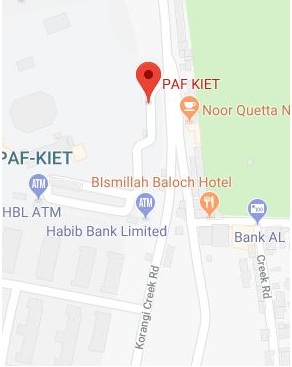 PAF KIET
Noor Quetta N
PAF-KIET
ATM
BIsmillah Baloch Hotel
HBL ATM
ATM
Habib Bank Limited
Bank AL
Korangi Creek Rd
Creek Rd